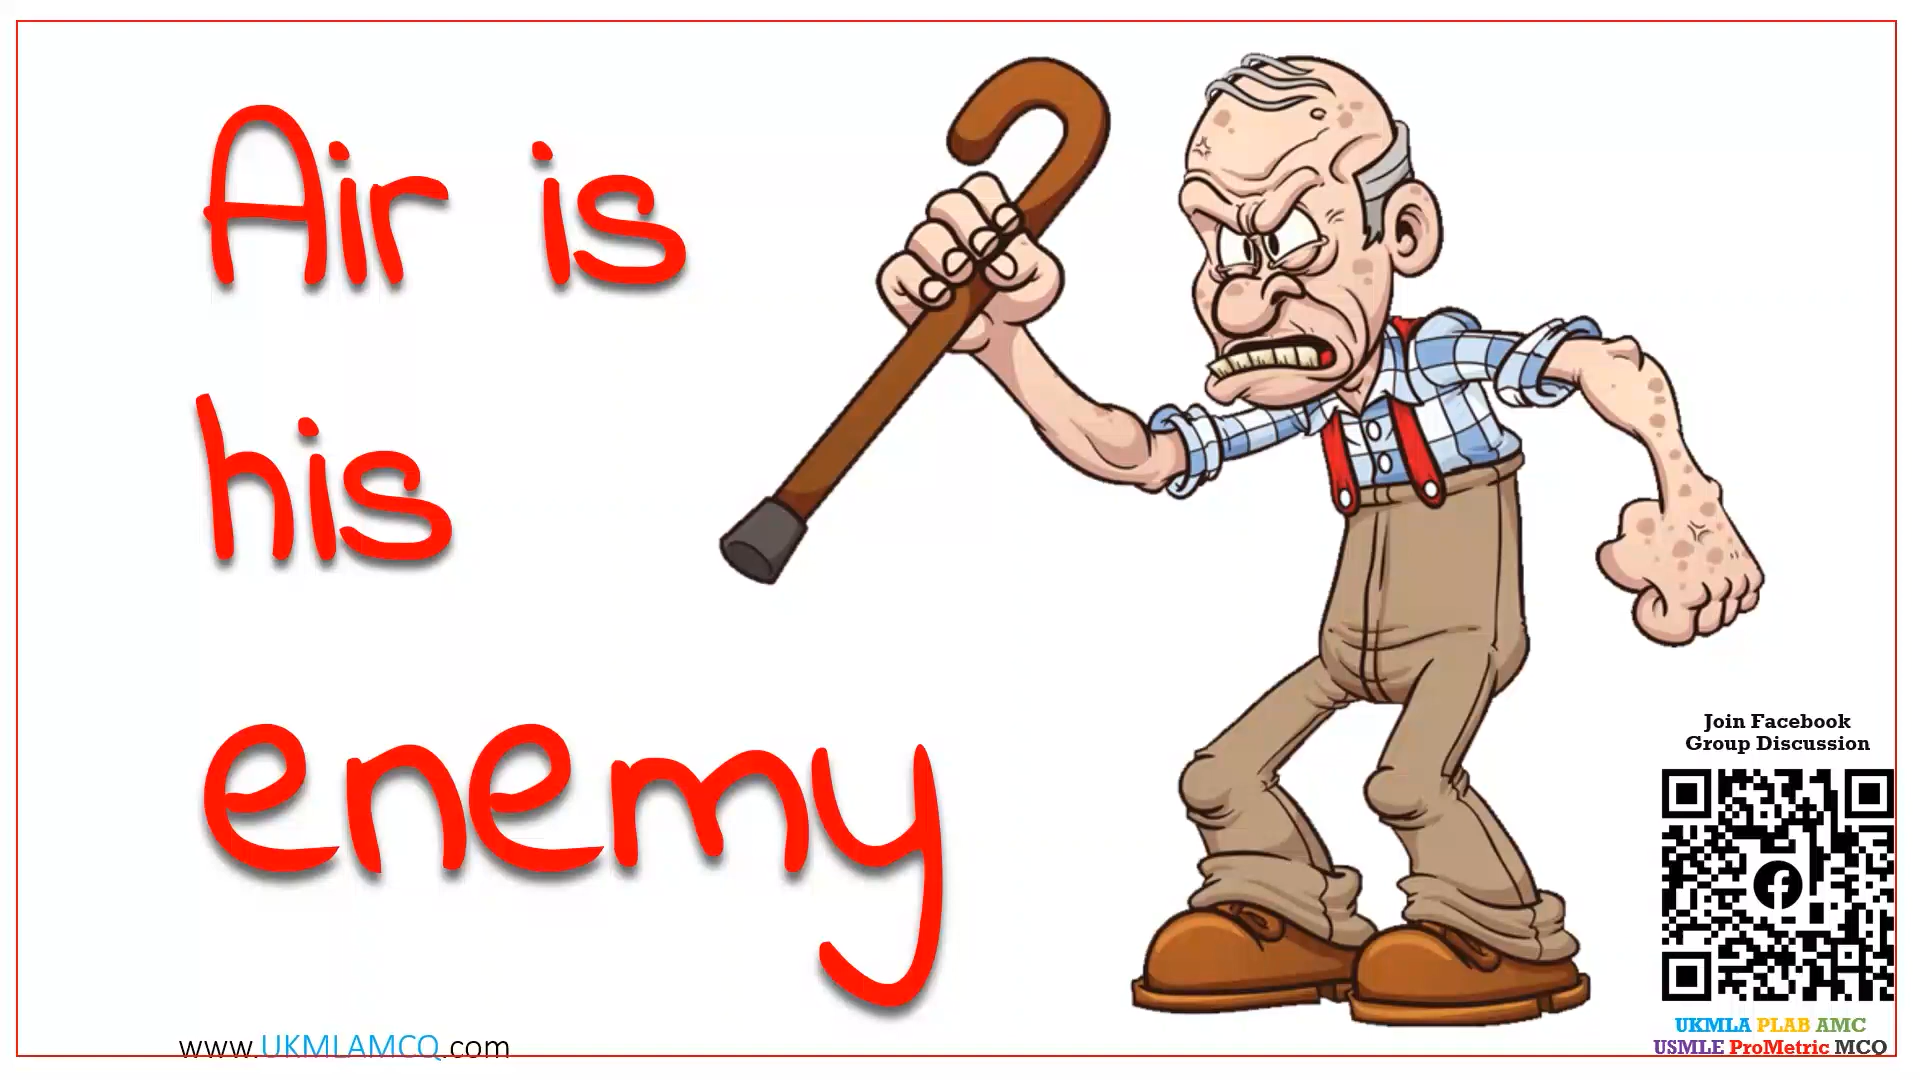 Air is
his
enemy
Join Facebook
Group Discussion
UKMLA PLAB AMC
USMLE ProMetric MCQ
www.UKMLAMCQ.com